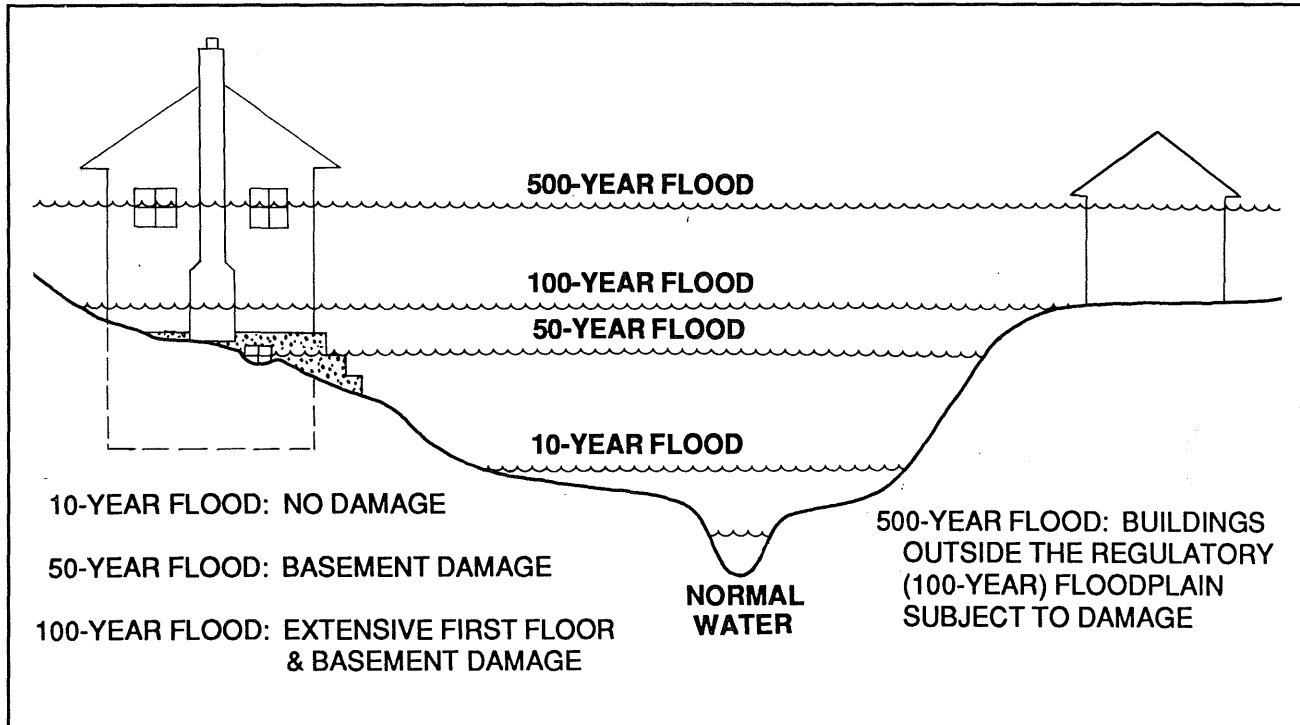 500-YEAR FLOOD
100-YEAR FLOOD
50-YEAR FLOOD
10-YEAR FLOOD
NORMAL
WATER
10-YEAR FLOOD: NO DAMAGE
50-YEAR FLOOD: BASEMENT DAMAGE
100-YEAR FLOOD: EXTENSIVE FIRST FLOOR
& BASEMENT DAMAGE
500-YEAR FLOOD: BUILDINGS
OUTSIDE THE REGULATORY
(100-YEAR) FLOODPLAIN
SUBJECT TO DAMAGE